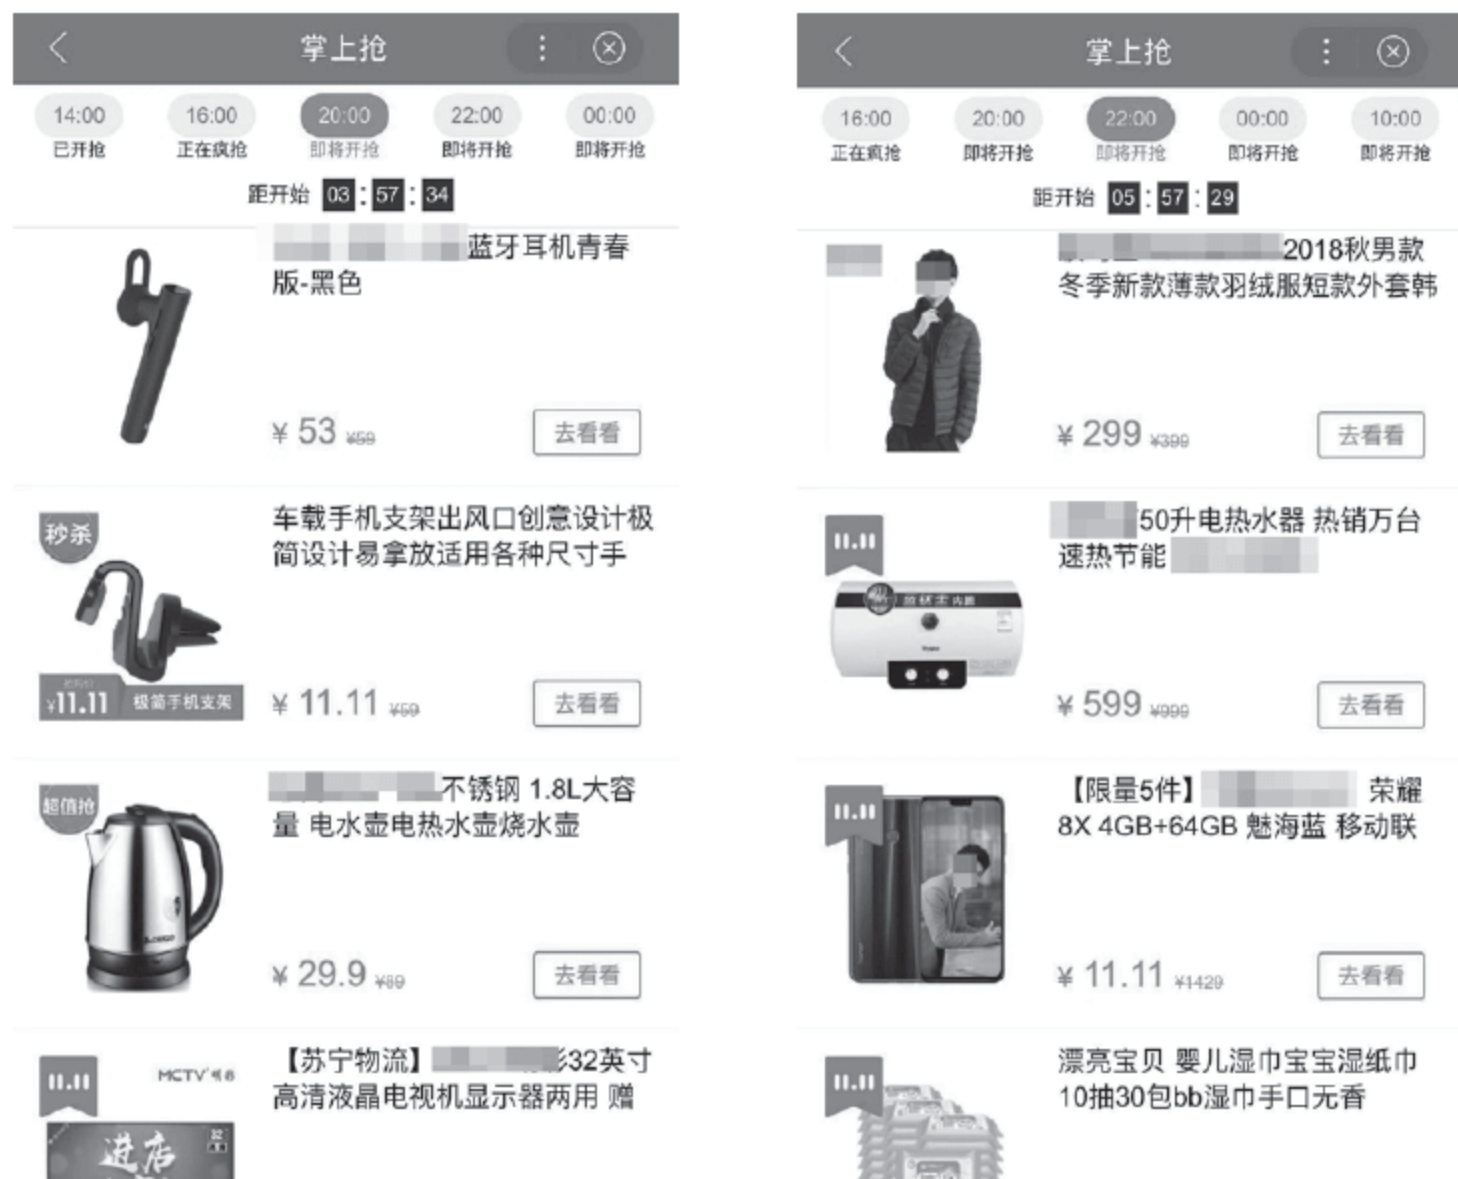 掌上抢
14:00 16:00 20:00 22:00 00:00
已开抢 正在疯抢 即将开抢 即将开抢 即将开抢
距开始 03 : 57 : 34
蓝牙耳机青春
版-黑色
¥ 53 ¥59
去看看
秒杀
¥11.11 极简手机支架
车载手机支架出风口创意设计极
简设计易拿放适用各种尺寸手
¥ 11.11 ¥59
去看看
超值抢
不锈钢 1.8L大容
量 电水壶电热水壶烧水壶
¥ 29.9 ¥89
去看看
11.11
进店
32
【苏宁物流】 32英寸
高清液晶电视机显示器两用 赠
掌上抢
16:00 20:00 22:00 00:00 10:00
正在疯抢 即将开抢 即将开抢 即将开抢 即将开抢
距开始 05 : 57 : 29
2018秋男款
冬季新款薄款羽绒服短款外套韩
¥ 299 ¥399
去看看
11.11
50升电热水器 热销万台
速热节能
¥ 599 ¥999
去看看
11.11
【限量5件】 荣耀
8X 4GB+64GB 魅海蓝 移动联
¥ 11.11 ¥1429
去看看
11.11
漂亮宝贝 婴儿湿巾宝宝湿纸巾
10抽30包bb湿巾手口无香